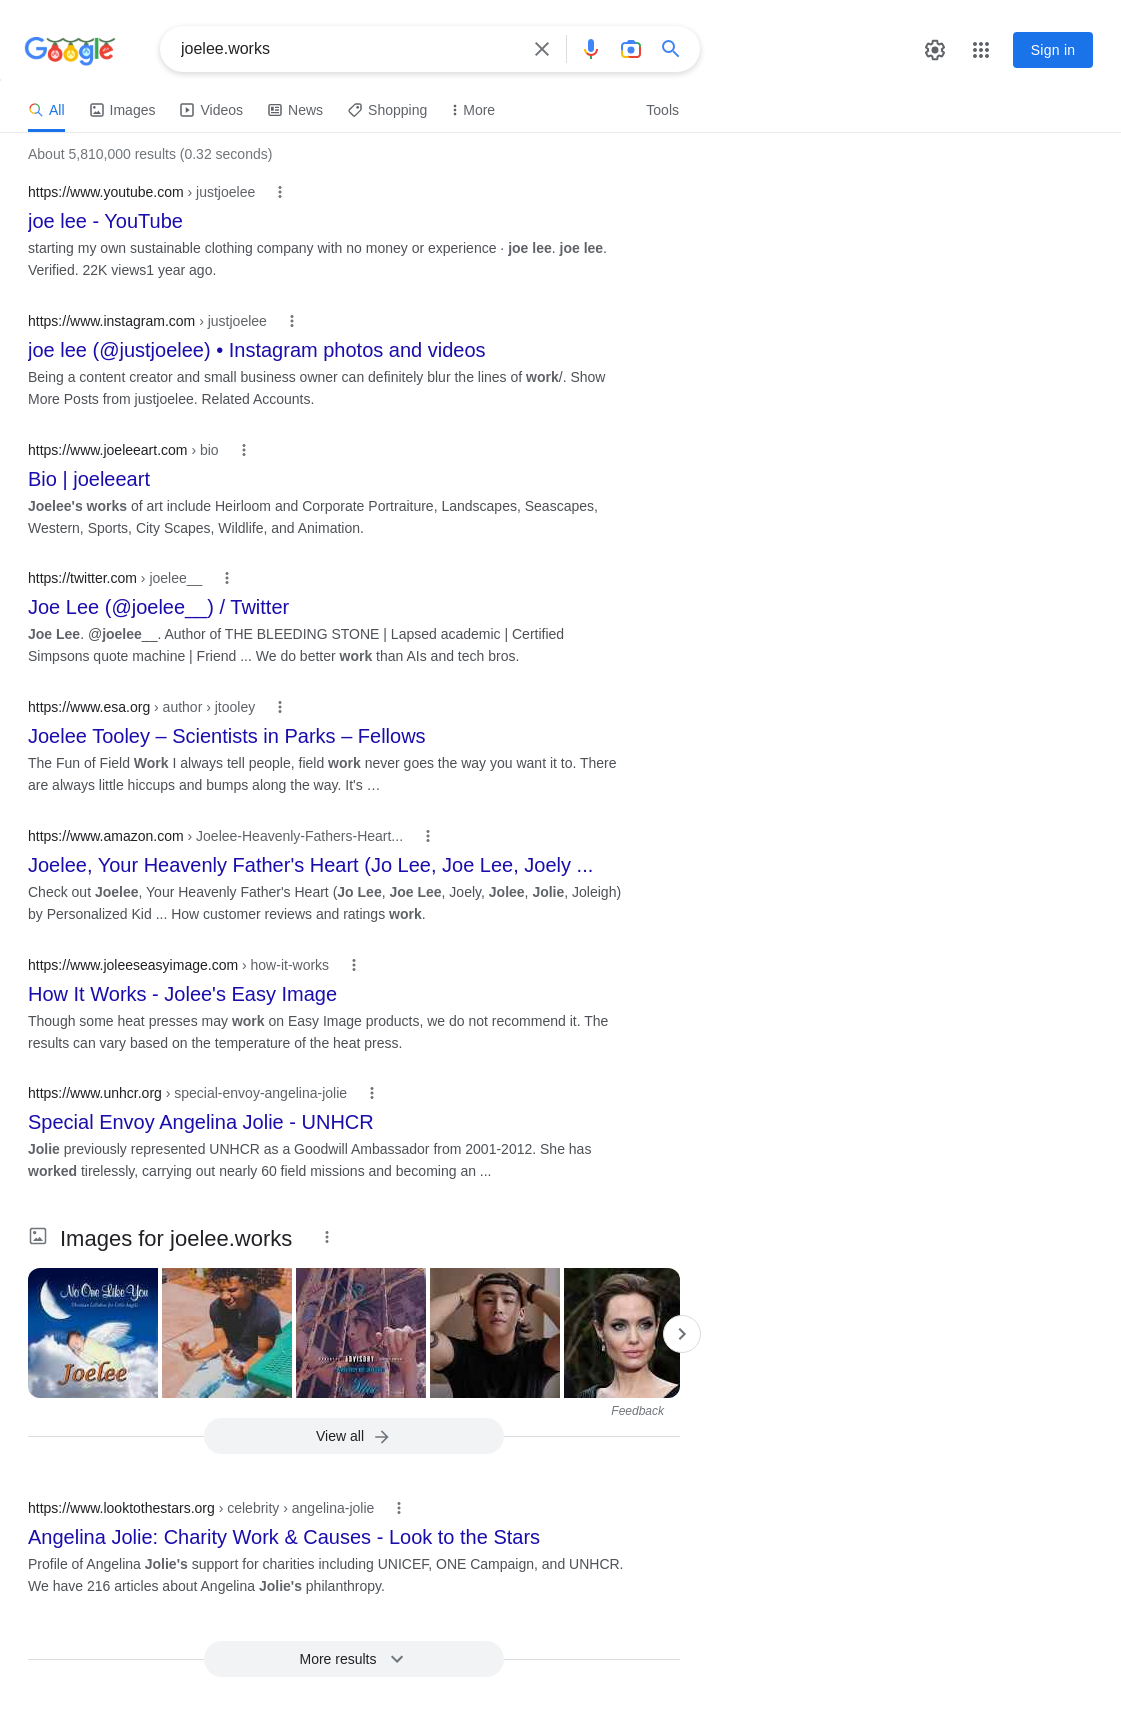 Google
joelee.works
Sign in
All
Images
Videos
News
Shopping
More
Tools
About 5,810,000 results (0.32 seconds)
https://www.youtube.com › justjoelee
joe lee - YouTube
starting my own sustainable clothing company with no money or experience · joe lee. joe lee.
Verified. 22K views1 year ago.
https://www.instagram.com › justjoelee
joe lee (@justjoelee) • Instagram photos and videos
Being a content creator and small business owner can definitely blur the lines of work/. Show
More Posts from justjoelee. Related Accounts.
https://www.joeleeart.com › bio
Bio | joeleeart
Joelee's works of art include Heirloom and Corporate Portraiture, Landscapes, Seascapes,
Western, Sports, City Scapes, Wildlife, and Animation.
https://twitter.com › joelee__
Joe Lee (@joelee__) / Twitter
Joe Lee. @joelee__. Author of THE BLEEDING STONE | Lapsed academic | Certified
Simpsons quote machine | Friend ... We do better work than AIs and tech bros.
https://www.esa.org › author › jtooley
Joelee Tooley – Scientists in Parks – Fellows
The Fun of Field Work I always tell people, field work never goes the way you want it to. There
are always little hiccups and bumps along the way. It's …
https://www.amazon.com › Joelee-Heavenly-Fathers-Heart...
Joelee, Your Heavenly Father's Heart (Jo Lee, Joe Lee, Joely ...
Check out Joelee, Your Heavenly Father's Heart (Jo Lee, Joe Lee, Joely, Jolee, Jolie, Joleigh)
by Personalized Kid ... How customer reviews and ratings work.
https://www.joleeseasyimage.com › how-it-works
How It Works - Jolee's Easy Image
Though some heat presses may work on Easy Image products, we do not recommend it. The
results can vary based on the temperature of the heat press.
https://www.unhcr.org › special-envoy-angelina-jolie
Special Envoy Angelina Jolie - UNHCR
Jolie previously represented UNHCR as a Goodwill Ambassador from 2001-2012. She has
worked tirelessly, carrying out nearly 60 field missions and becoming an ...
Images for joelee.works
No One Like You
Joelee
ADVISORY
Feedback
View all
https://www.looktothestars.org › celebrity › angelina-jolie
Angelina Jolie: Charity Work & Causes - Look to the Stars
Profile of Angelina Jolie's support for charities including UNICEF, ONE Campaign, and UNHCR.
We have 216 articles about Angelina Jolie's philanthropy.
More results